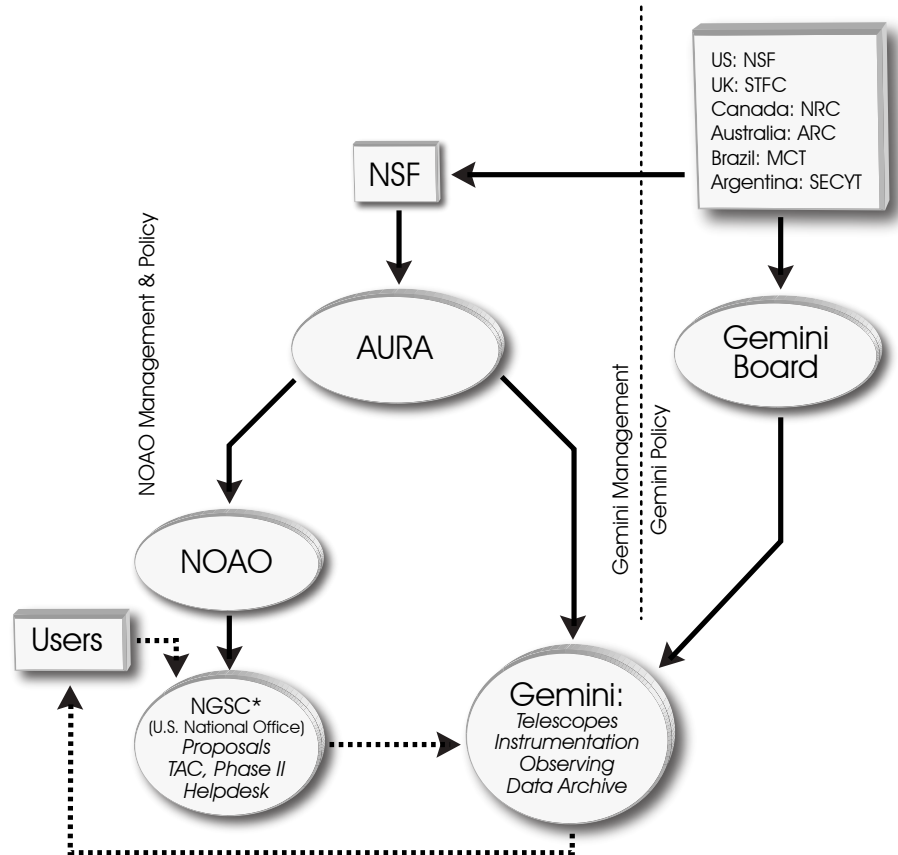 US: NSF
UK: STFC
Canada: NRC
Australia: ARC
Brazil: MCT
Argentina: SECYT
NSF
NOAO Management & Policy
AURA
Gemini
Board
Gemini Management
Gemini Policy
NOAO
Users
NGSC*
(U.S. National Office)
Proposals
TAC, Phase II
Helpdesk
Gemini:
Telescopes
Instrumentation
Observing
Data Archive